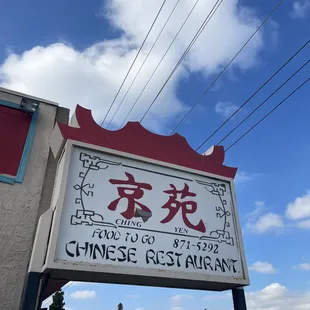 京苑
CHING YEN
FOOD TO GO 871-5292
CHINESE RESTAURANT